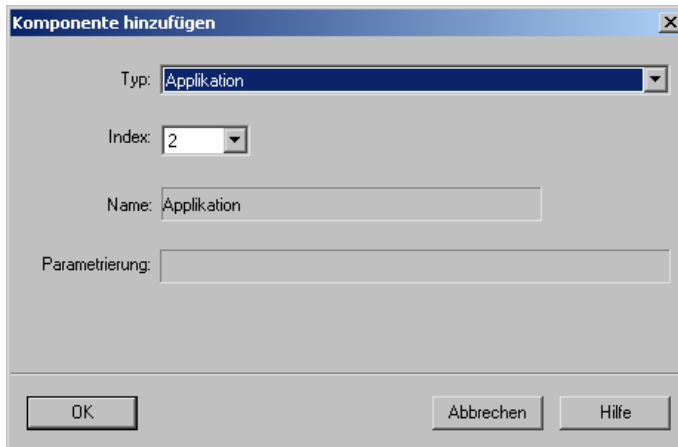 Komponente hinzufügen
Typ: Applikation
Index: 2
Name: Applikation
Parametrierung:
OK Abbrechen Hilfe